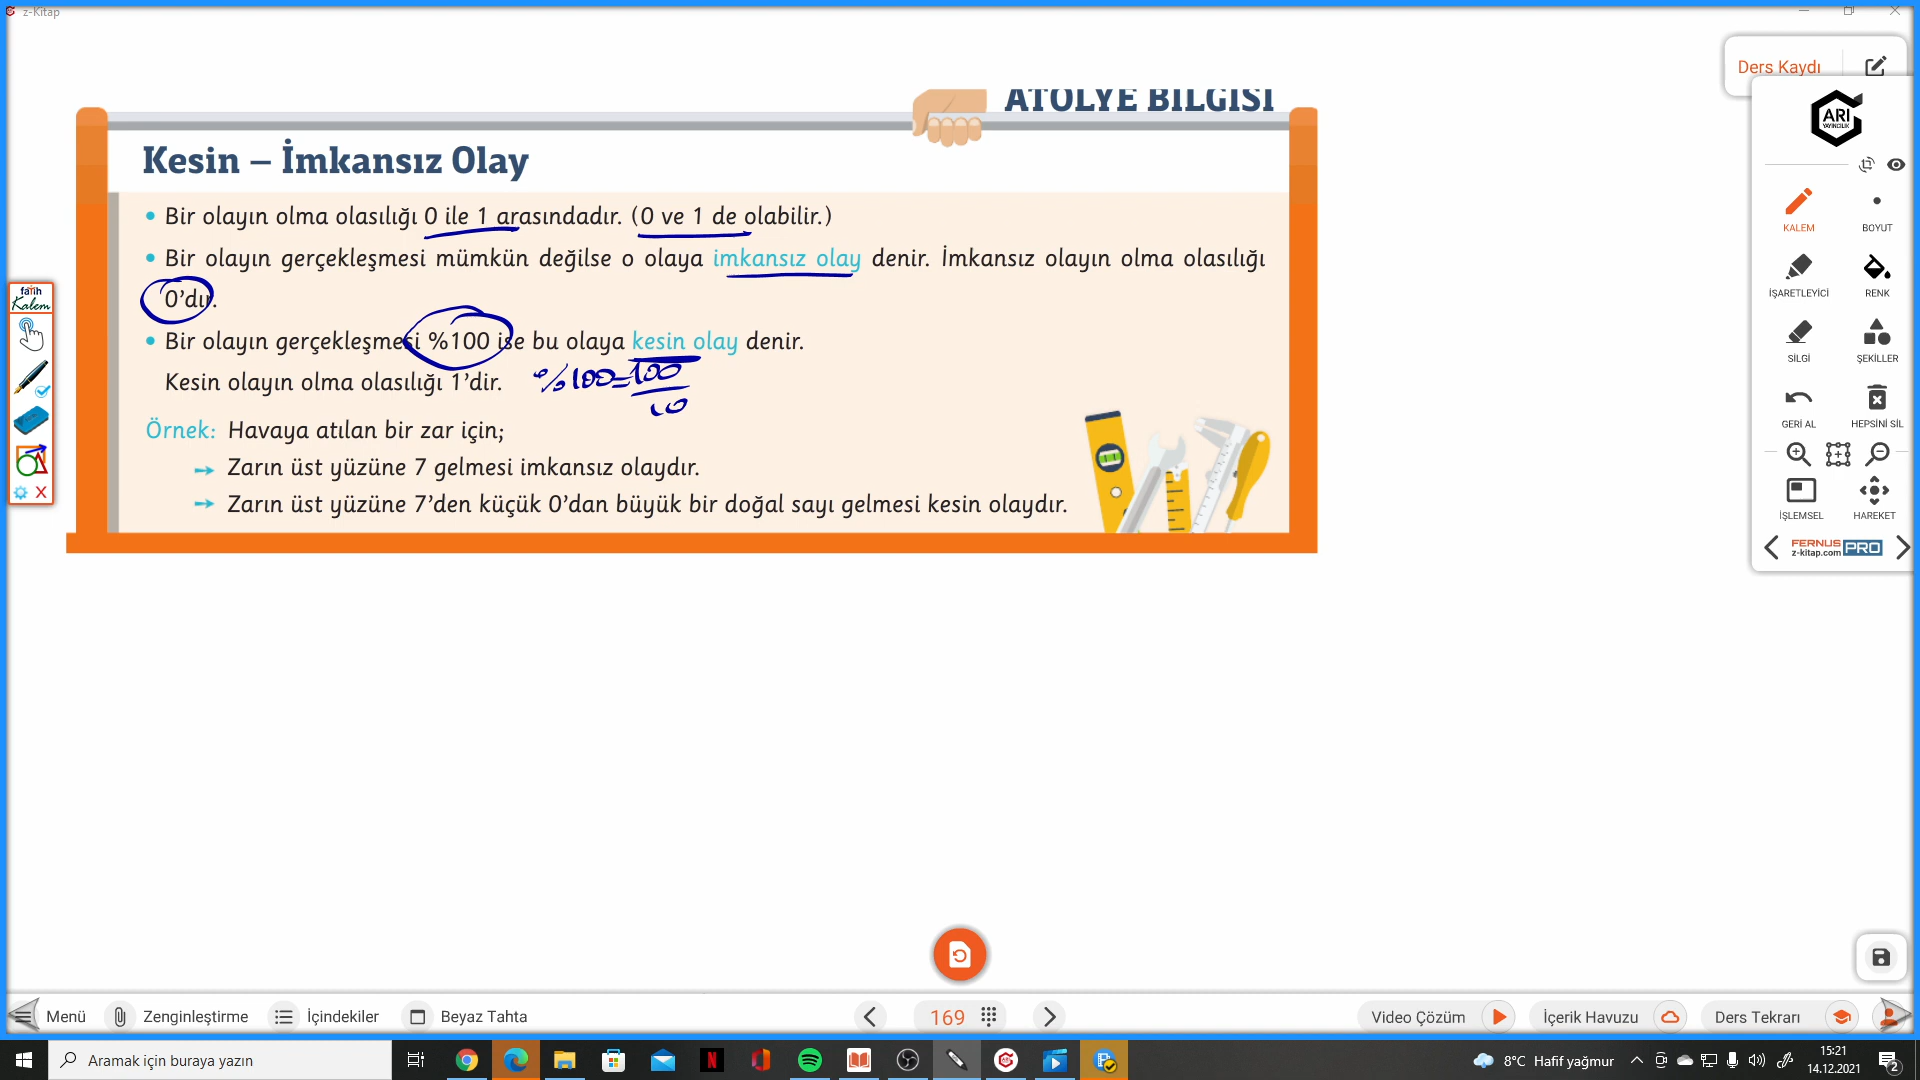 z-Kitap
Ders Kaydı
ATÖLYE BİLGİSİ
Kesin – İmkansız Olay
• Bir olayın olma olasılığı 0 ile 1 arasındadır. (0 ve 1 de olabilir.)
• Bir olayın gerçekleşmesi mümkün değilse o olaya imkansız olay denir. İmkansız olayın olma olasılığı
0'dır.
• Bir olayın gerçekleşmesi %100 ise bu olaya kesin olay denir.
Kesin olayın olma olasılığı 1'dir.
%100=100
10
Örnek: Havaya atılan bir zar için;
Zarın üst yüzüne 7 gelmesi imkansız olaydır.
Zarın üst yüzüne 7'den küçük 0'dan büyük bir doğal sayı gelmesi kesin olaydır.
fatih
Kalem
ARI
YAYINCILIK
KALEM
BOYUT
İŞARETLEYİCİ
RENK
SİLGİ
ŞEKİLLER
GERİ AL
HEPSİNİ SİL
İŞLEMSEL
HAREKET
FERNUS
z-kitap.com
PRO
Menü
Zenginleştirme
İçindekiler
Beyaz Tahta
169
Video Çözüm
İçerik Havuzu
Ders Tekrarı
Aramak için buraya yazın
8°C Hafif yağmur
15:21
14.12.2021
2